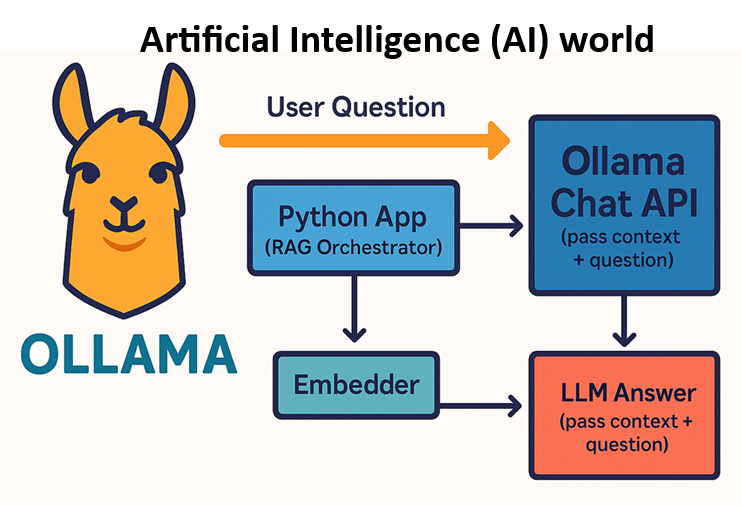 Artificial Intelligence (AI) world
User Question
OLLAMA
Python App
(RAG Orchestrator)
Ollama
Chat API
(pass context
+ question)
Embedder
LLM Answer
(pass context +
question)